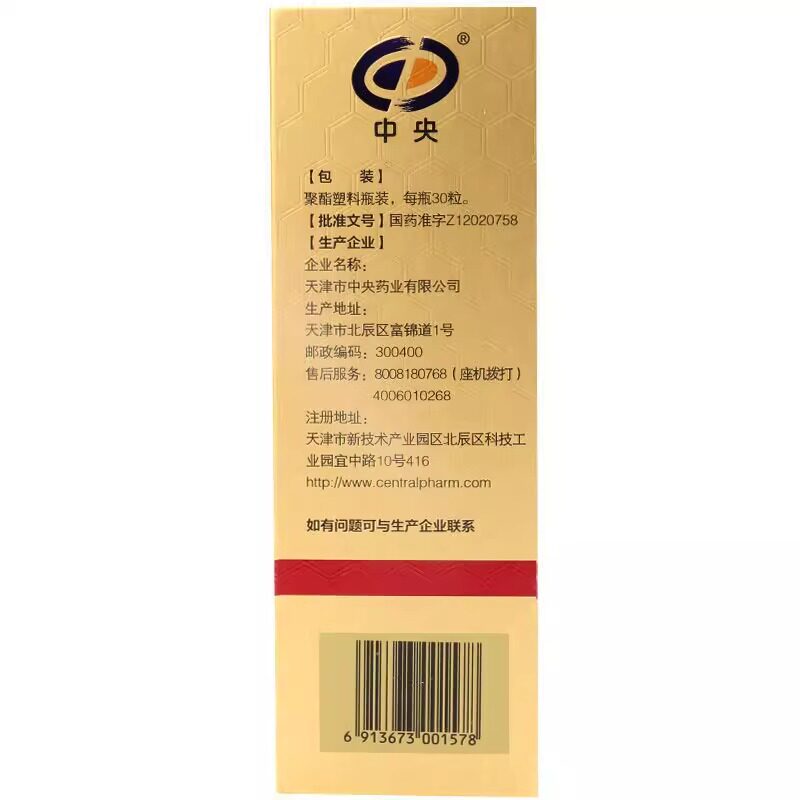 ®
中央
【包 装】
聚酯塑料瓶装，每瓶30粒。
【批准文号】国药准字Z12020758
【生产企业】
企业名称：
天津市中央药业有限公司
生产地址：
天津市北辰区富锦道1号
邮政编码：300400
售后服务：8008180768（座机拨打）
4006010268
注册地址：
天津市新技术产业园区北辰区科技工
业园宜中路10号416
http://www.centralpharm.com
如有问题可与生产企业联系
6 913673 001578